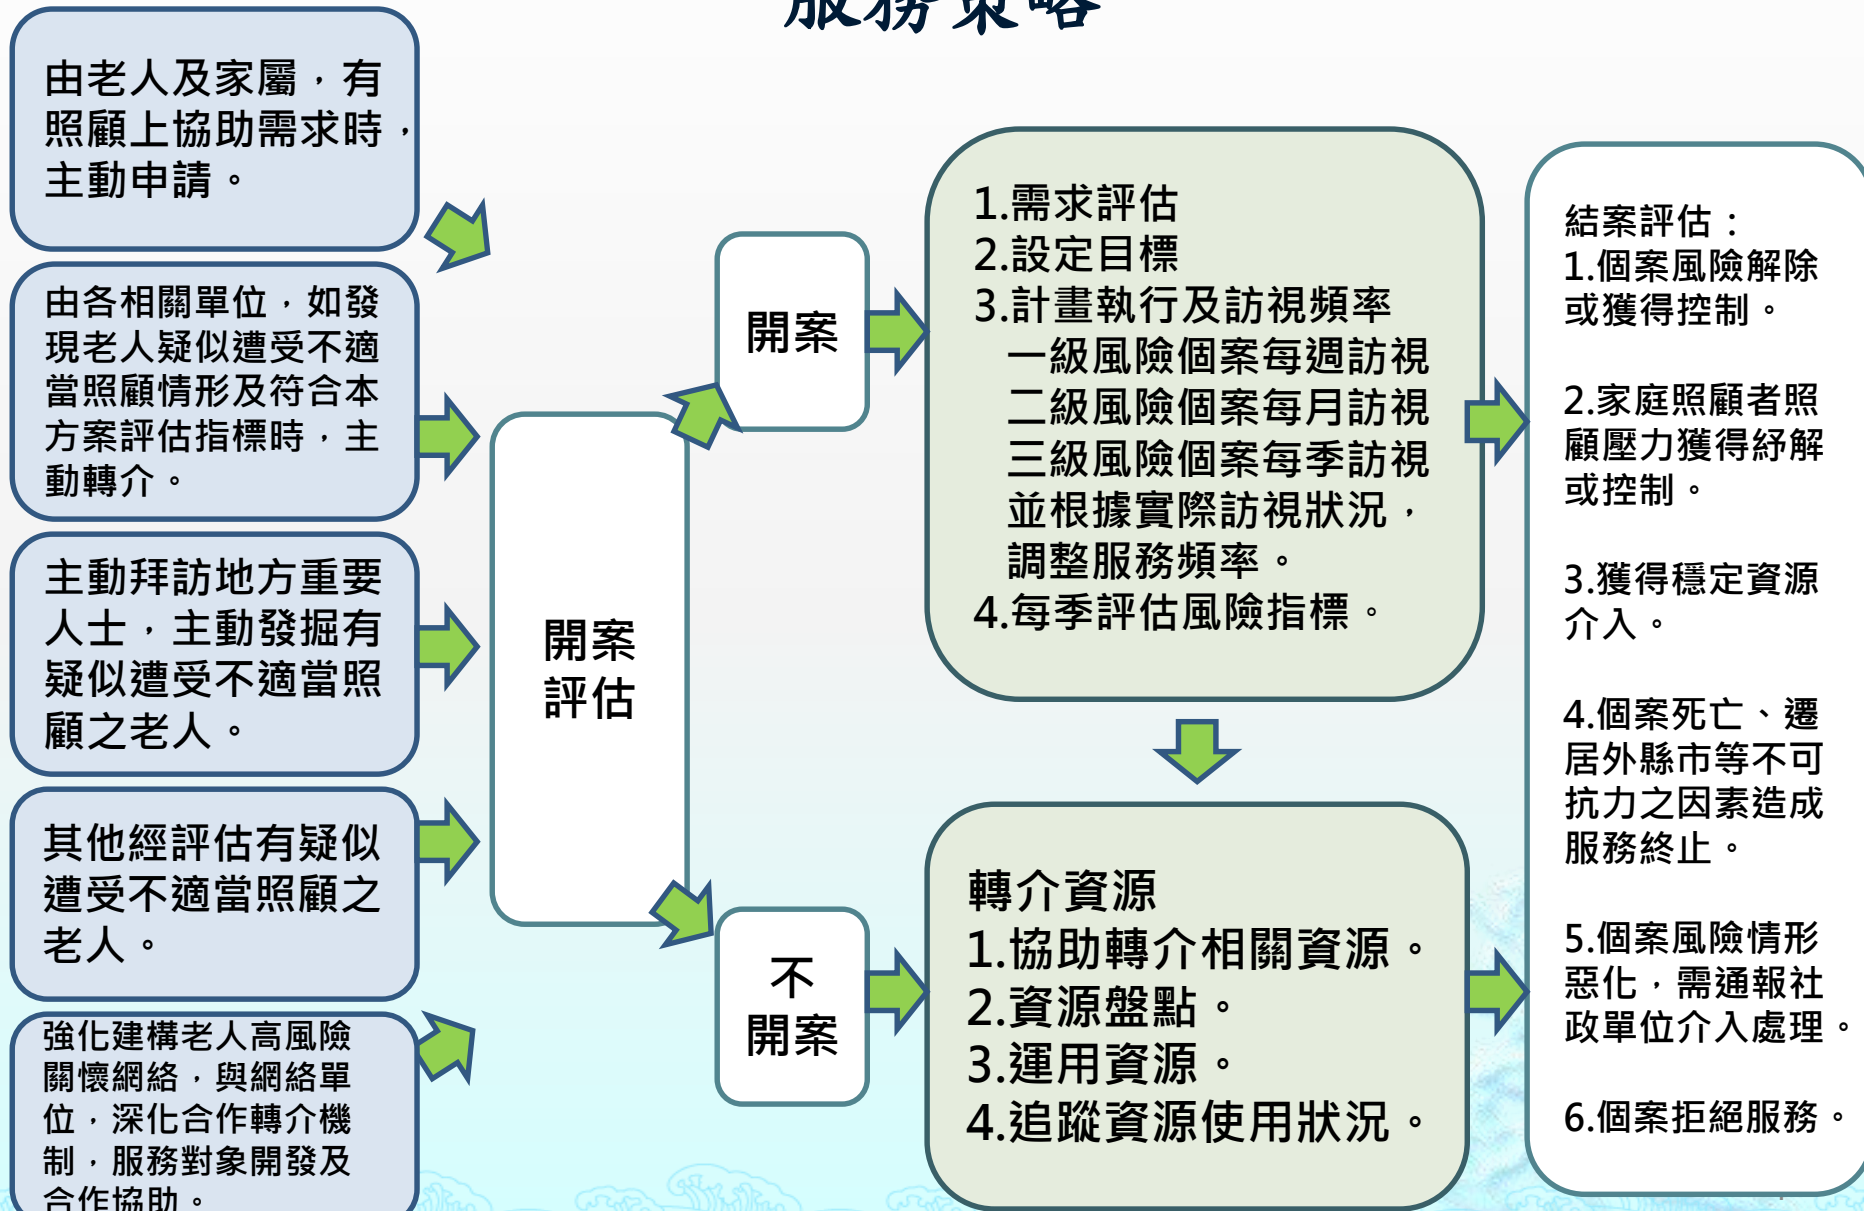 服務策略
由老人及家屬，有
照顧上協助需求時，
主動申請。
由各相關單位，如發
現老人疑似遭受不適
當照顧情形及符合本
方案評估指標時，主
動轉介。
主動拜訪地方重要
人士，主動發掘有
疑似遭受不適當照
顧之老人。
其他經評估有疑似
遭受不適當照顧之
老人。
強化建構老人高風險
關懷網絡，與網絡單
位，深化合作轉介機
制，服務對象開發及
合作協助。
開案
評估
開案
不
開案
1.需求評估
2.設定目標
3.計畫執行及訪視頻率
一級風險個案每週訪視
二級風險個案每月訪視
三級風險個案每季訪視
並根據實際訪視狀況，
調整服務頻率。
4.每季評估風險指標。
轉介資源
1.協助轉介相關資源。
2.資源盤點。
3.運用資源。
4.追蹤資源使用狀況。
結案評估：
1.個案風險解除
或獲得控制。
2.家庭照顧者照
顧壓力獲得紓解
或控制。
3.獲得穩定資源
介入。
4.個案死亡、遷
居外縣市等不可
抗力之因素造成
服務終止。
5.個案風險情形
惡化，需通報社
政單位介入處理。
6.個案拒絕服務。